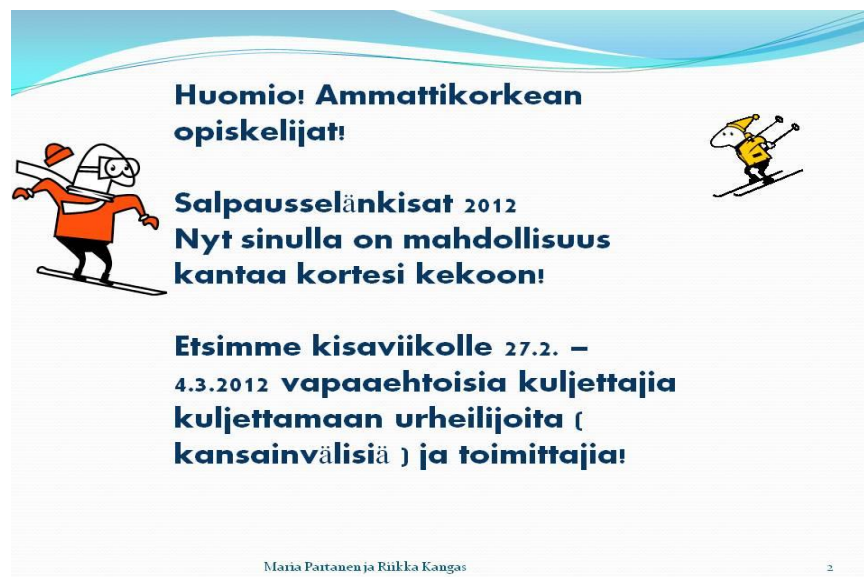 Huomio! Ammattikorkean
opiskelijat!
Salpausselänkisat 2012
Nyt sinulla on mahdollisuus
kantaa kortesi kekoon!
Etsimme kisaviikolle 27.2. –
4.3.2012 vapaaehtoisia kuljettajia
kuljettamaan urheilijoita (
kansainvälisiä ) ja toimittajia!
Maria Partanen ja Riikka Kangas 2